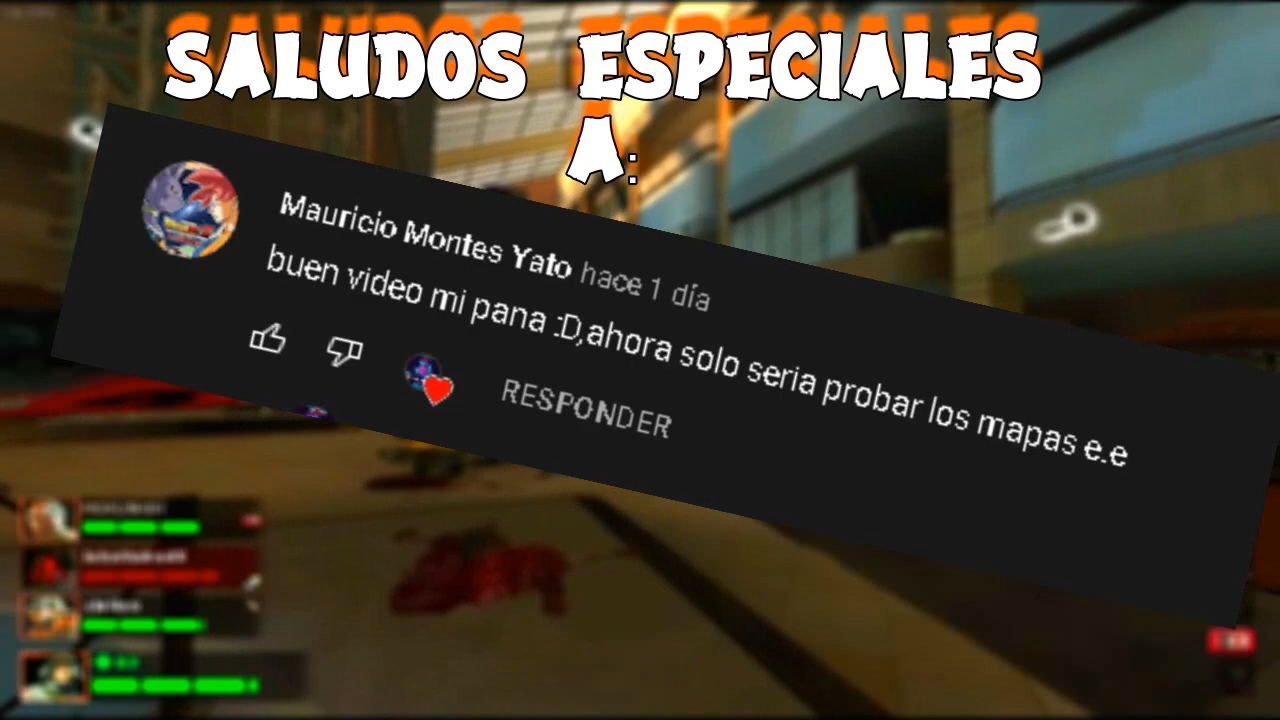 SALUDOS ESPECIALES
A:
Mauricio Montes Yato hace 1 día
buen video mi pana :D,ahora solo seria probar los mapas e.e
RESPONDER